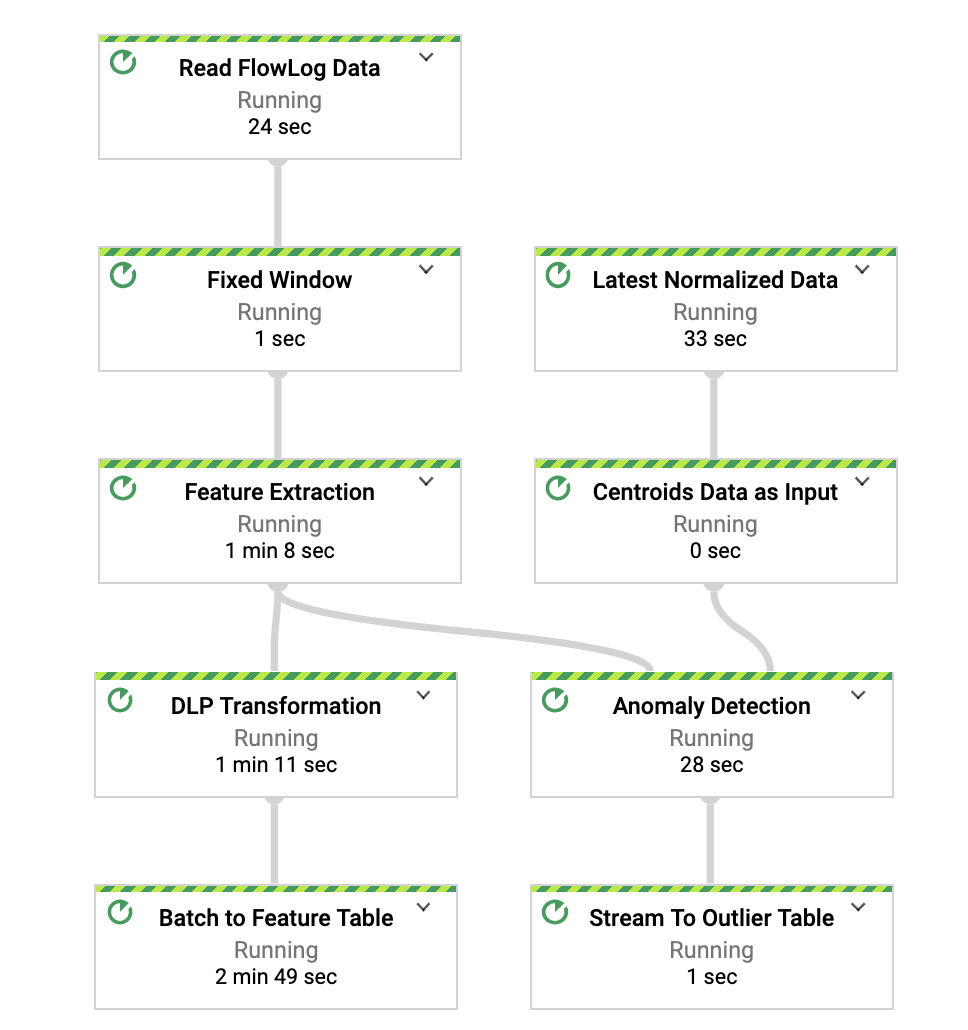 Read FlowLog Data
Running
24 sec
Fixed Window
Running
1 sec
Latest Normalized Data
Running
33 sec
Feature Extraction
Running
1 min 8 sec
Centroids Data as Input
Running
0 sec
DLP Transformation
Running
1 min 11 sec
Anomaly Detection
Running
28 sec
Batch to Feature Table
Running
2 min 49 sec
Stream To Outlier Table
Running
1 sec